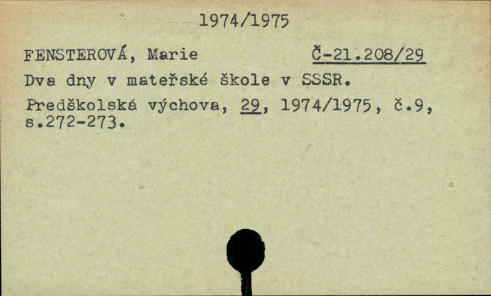 1974/1975
FENSTEROVÁ, Marie Č-21.208/29
Dva dny v mateřské škole v SSSR.
Predškolská výchova, 29, 1974/1975, č.9,
s.272-273.